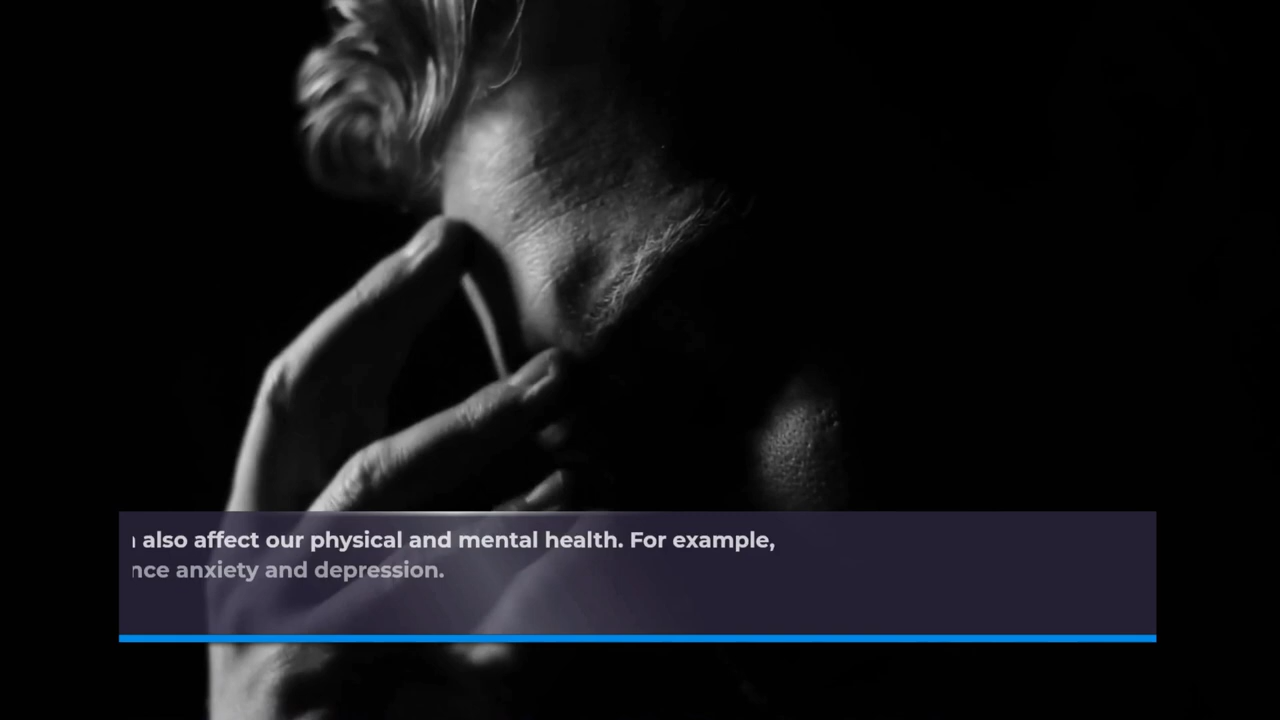 also affect our physical and mental health. For example,
anxiety and depression.